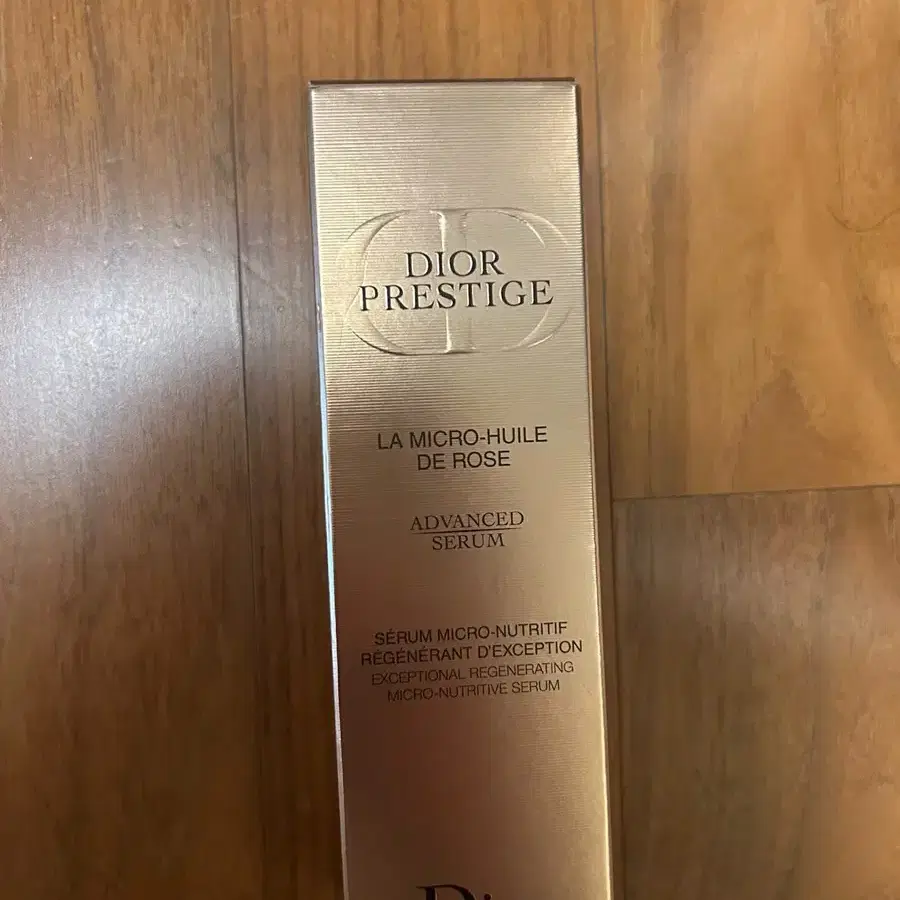 DIOR
PRESTIGE
LA MICRO-HUILE
DE ROSE
ADVANCED
SERUM
SÉRUM MICRO-NUTRITIF
RÉGÉNÉRANT D'EXCEPTION
EXCEPTIONAL REGENERATING
MICRO-NUTRITIVE SERUM